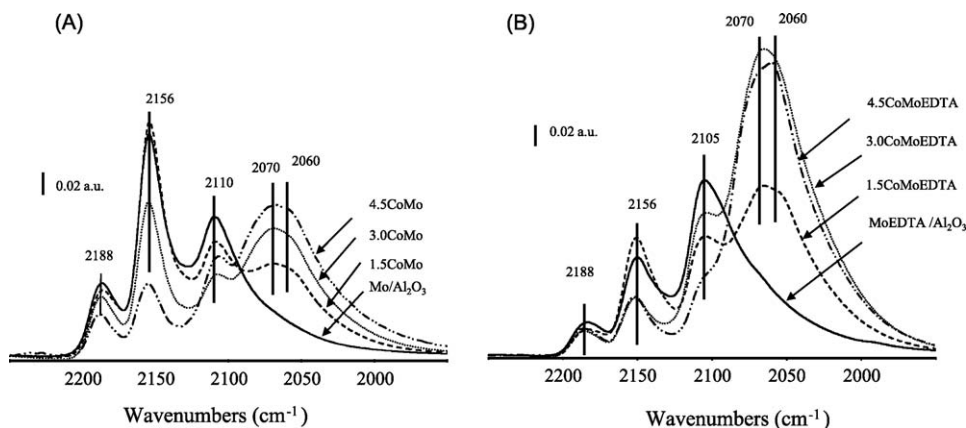 (A)
2156
0.02 a.u.
2188
2110
2070
2060
4.5CoMo
3.0CoMo
1.5CoMo
Mo/Al₂O₃
2200
2150
2100
2050
2000
Wavenumbers (cm⁻¹)
(B)
2070
2060
0.02 a.u.
2105
2156
2188
4.5CoMoEDTA
3.0CoMoEDTA
1.5CoMoEDTA
MoEDTA /Al₂O₃
2200
2150
2100
2050
2000
Wavenumbers (cm⁻¹)